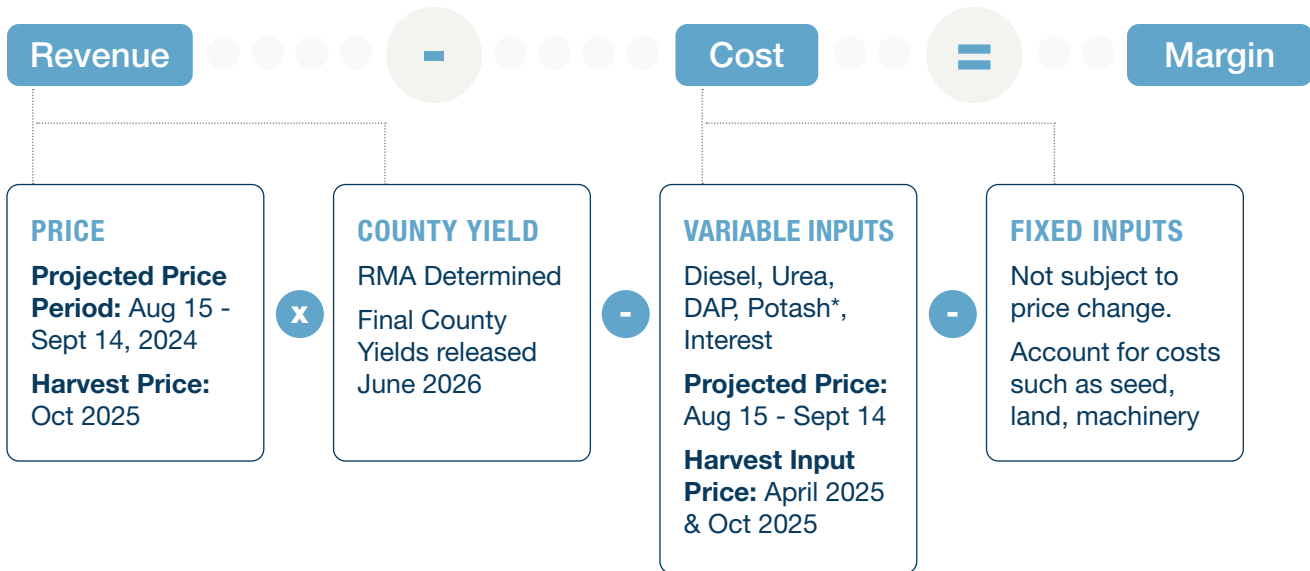 Revenue
-
Cost
=
Margin
PRICE
Projected Price
Period: Aug 15 -
Sept 14, 2024
Harvest Price:
Oct 2025
x
COUNTY YIELD
RMA Determined
Final County
Yields released
June 2026
-
VARIABLE INPUTS
Diesel, Urea,
DAP, Potash*,
Interest
Projected Price:
Aug 15 - Sept 14
Harvest Input
Price: April 2025
& Oct 2025
-
FIXED INPUTS
Not subject to
price change.
Account for costs
such as seed,
land, machinery